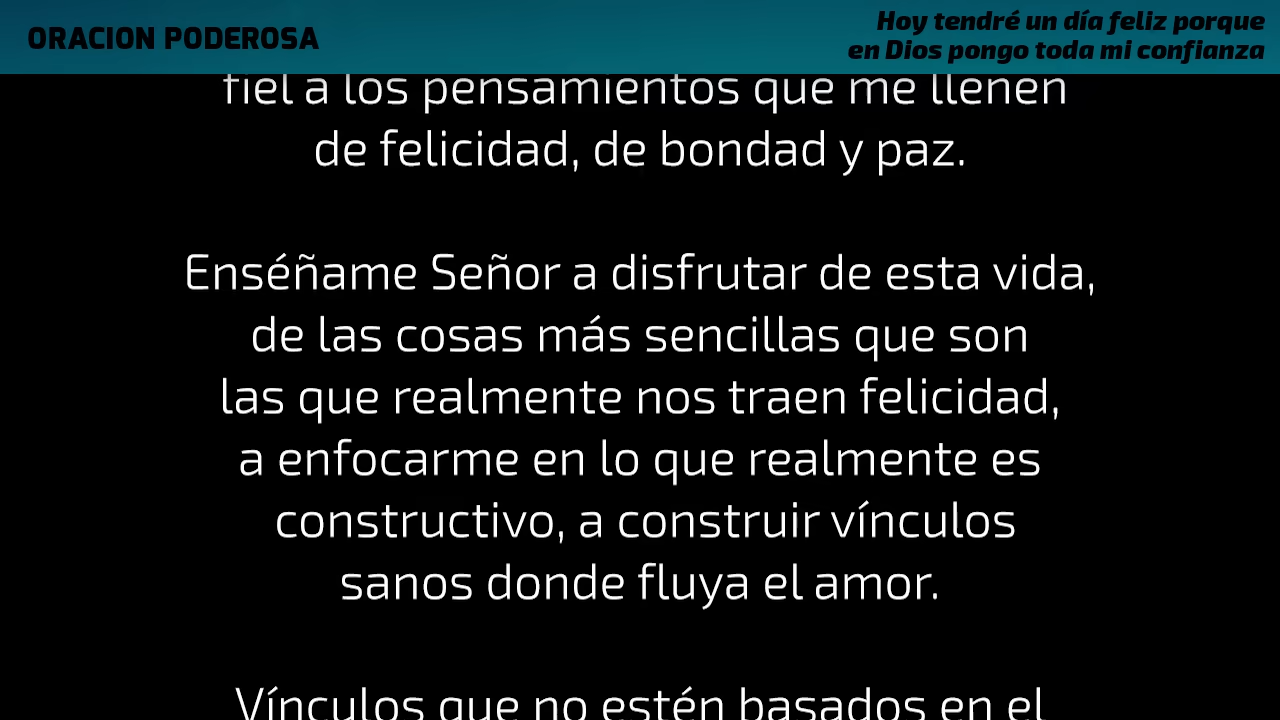 ORACION PODEROSA
Hoy tendré un día feliz porque
en Dios pongo toda mi confianza
fiel a los pensamientos que me llenen
de felicidad, de bondad y paz.
Enséñame Señor a disfrutar de esta vida,
de las cosas más sencillas que son
las que realmente nos traen felicidad,
a enfocarme en lo que realmente es
constructivo, a construir vínculos
sanos donde fluya el amor.
Vínculos que no estén basados en el